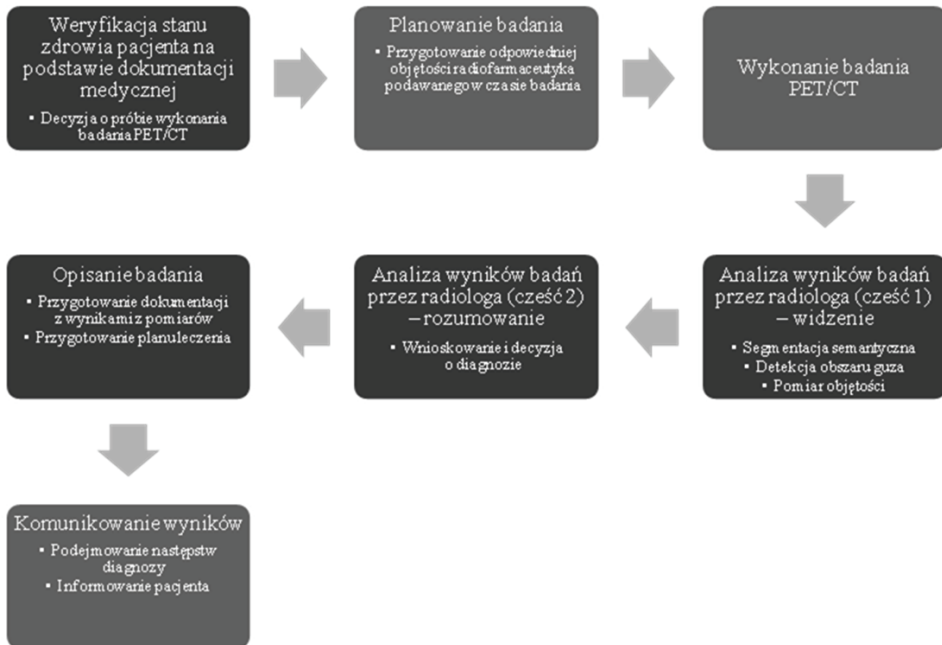 Weryfikacja stanu
zdrowia pacjenta na
podstawie dokumentacji
medycznej
▪ Decyzja o próbie wykonania
badania PET/CT
Planowanie badania
▪ Przygotowanie odpowiedniej
objętości radiofarmaceutyka
podawanego w czasie badania
Wykonanie badania
PET/CT
Analiza wyników badań
przez radiologa (cześć 1)
– widzenie
▪ Segmentacja semantyczna
▪ Detekcja obszaru guza
▪ Pomiar objętości
Analiza wyników badań
przez radiologa (cześć 2)
– rozumowanie
▪ Wnioskowanie i decyzja
o diagnozie
Opisanie badania
▪ Przygotowanie dokumentacji
z wynikami z pomiarów
▪ Przygotowanie planu leczenia
Komunikowanie wyników
▪ Podejmowanie następstw
diagnozy
▪ Informowanie pacjenta